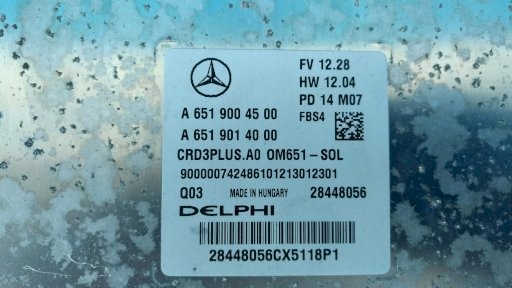 FV 12.28
HW 12.04
PD 14 M07
A 651 900 45 00
FBS4
A 651 901 40 00
CRD3PLUS.A0 OM651-SOL
90000074248610121301 2301
Q03 MADE IN HUNGARY 28448056
DELPHI
28448056CX5118P1